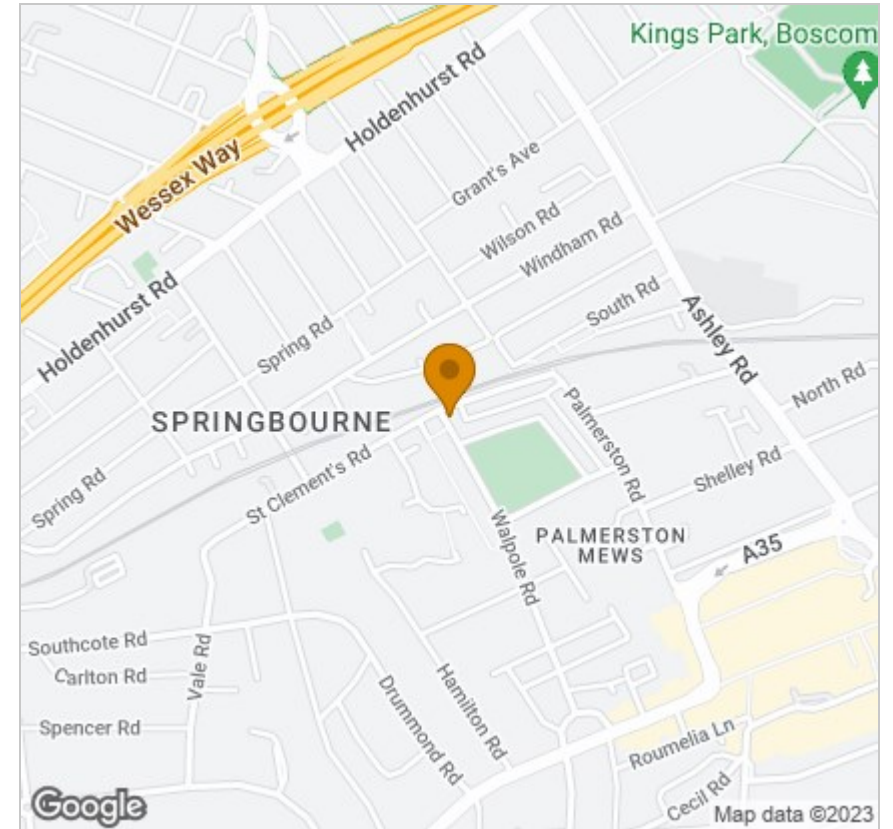 Kings Park, Boscom
Holdenhurst Rd
Wessex Way
Grant's Ave
Wilson Rd
Windham Rd
South Rd
Holdenhurst Rd
Spring Rd
Ashley Rd
North Rd
SPRINGBOURNE
Palmerston Rd
Shelley Rd
Spring Rd
St Clement's Rd
Walpole Rd
PALMERSTON
MEWS
A35
Southcote Rd
Carlton Rd
Vale Rd
Spencer Rd
Drummond Rd
Hamilton Rd
Roumelia Ln
Cecil Rd
Google
Map data ©2023